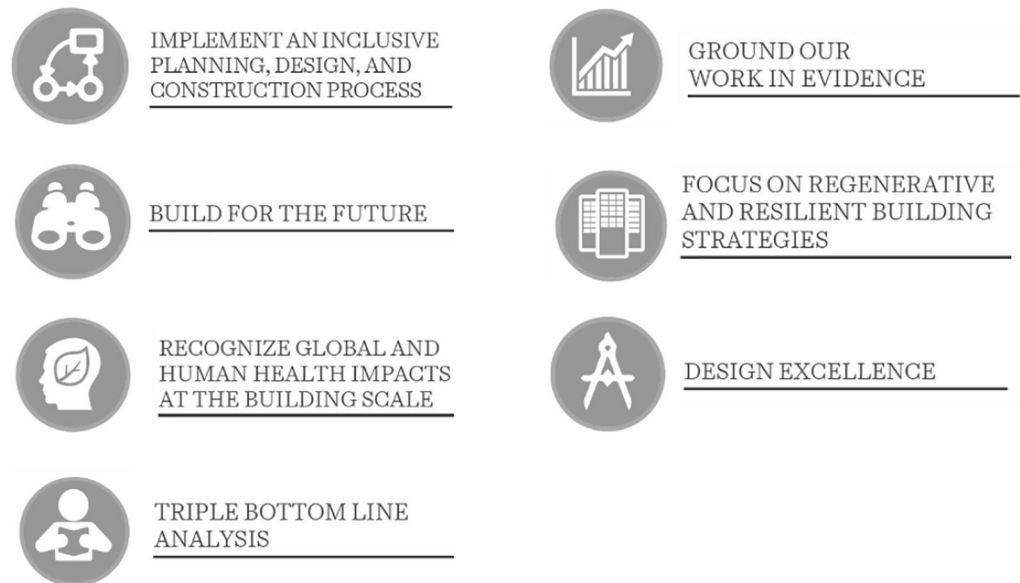 IMPLEMENT AN INCLUSIVE
PLANNING, DESIGN, AND
CONSTRUCTION PROCESS
BUILD FOR THE FUTURE
RECOGNIZE GLOBAL AND
HUMAN HEALTH IMPACTS
AT THE BUILDING SCALE
TRIPLE BOTTOM LINE
ANALYSIS
GROUND OUR
WORK IN EVIDENCE
FOCUS ON REGENERATIVE
AND RESILIENT BUILDING
STRATEGIES
DESIGN EXCELLENCE